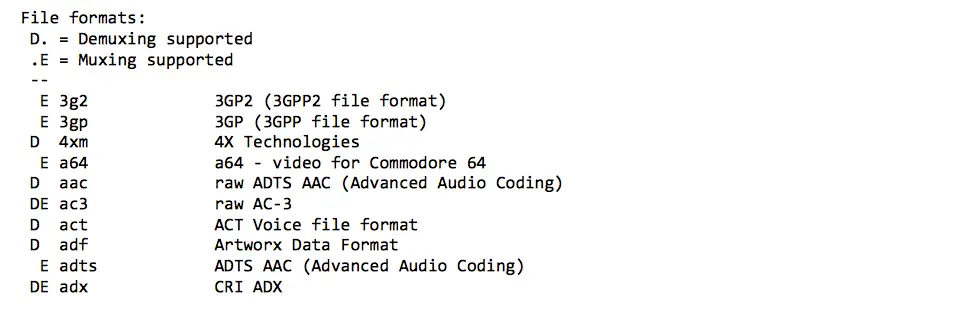 File formats:
 D. = Demuxing supported
 .E = Muxing supported
 --
  E 3g2             3GP2 (3GPP2 file format)
  E 3gp             3GP (3GPP file format)
 D  4xm             4X Technologies
  E a64             a64 - video for Commodore 64
 D  aac             raw ADTS AAC (Advanced Audio Coding)
 DE ac3             raw AC-3
 D  act             ACT Voice file format
 D  adf             Artworx Data Format
  E adts            ADTS AAC (Advanced Audio Coding)
 DE adx             CRI ADX